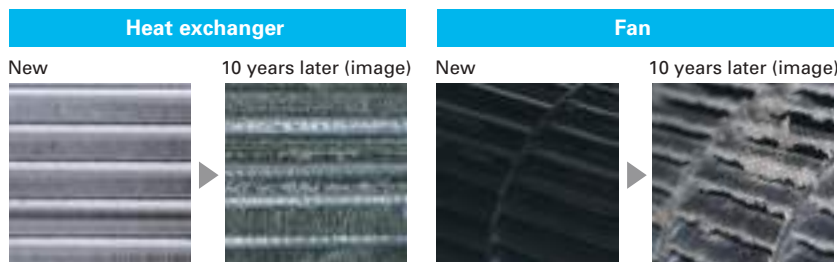 Heat exchanger
New
10 years later (image)
Fan
New
10 years later (image)